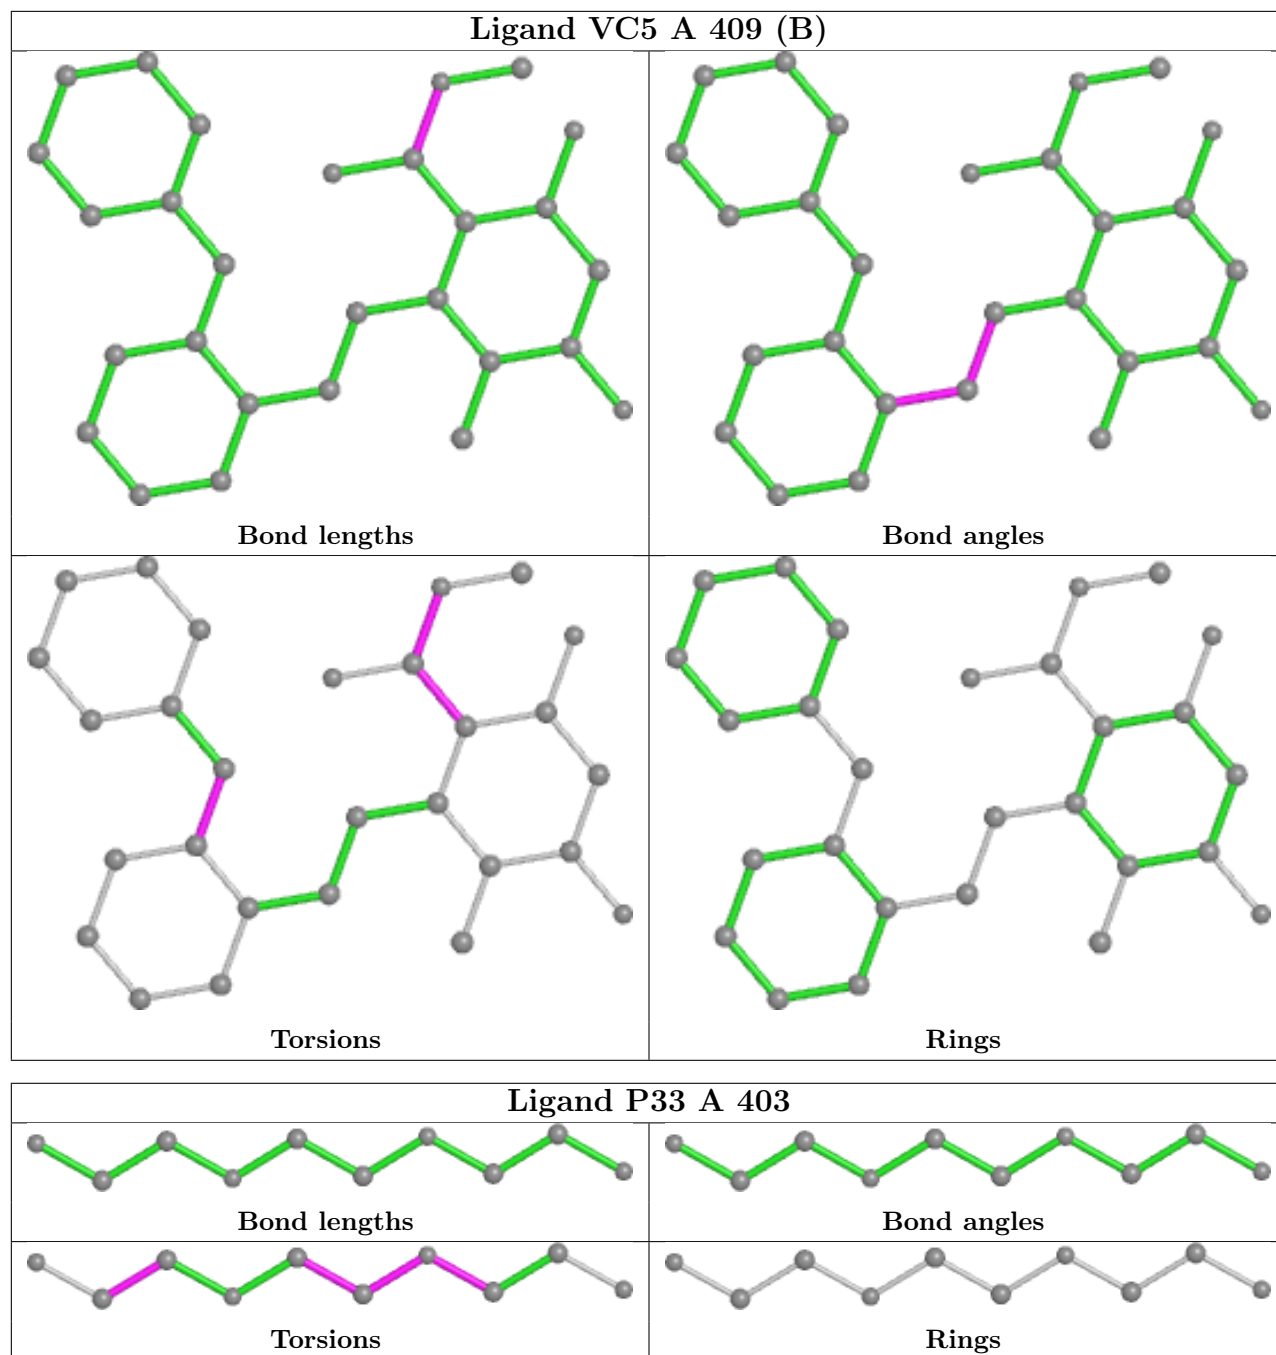 Ligand VC5 A 409 (B)
Bond lengths
Bond angles
Torsions
Rings
Ligand P33 A 403
Bond lengths
Bond angles
Torsions
Rings